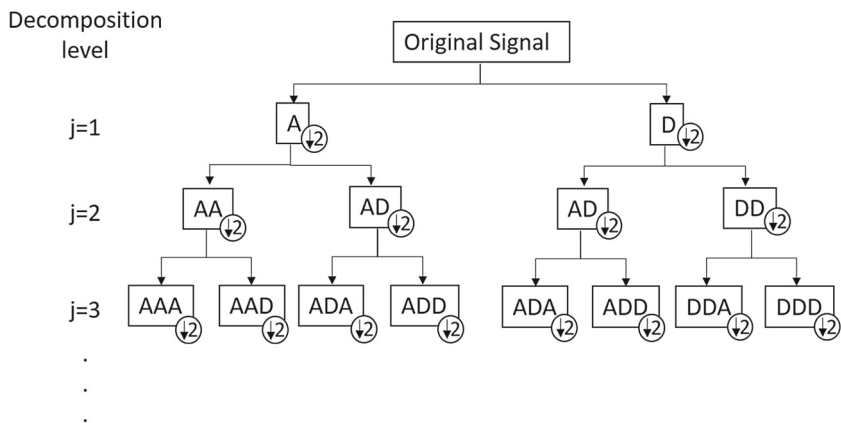 Decomposition
level
Original Signal
j=1
A ↓2
D ↓2
j=2
AA ↓2
AD ↓2
AD ↓2
DD ↓2
j=3
AAA ↓2
AAD ↓2
ADA ↓2
ADD ↓2
ADA ↓2
ADD ↓2
DDA ↓2
DDD ↓2
.
.
.